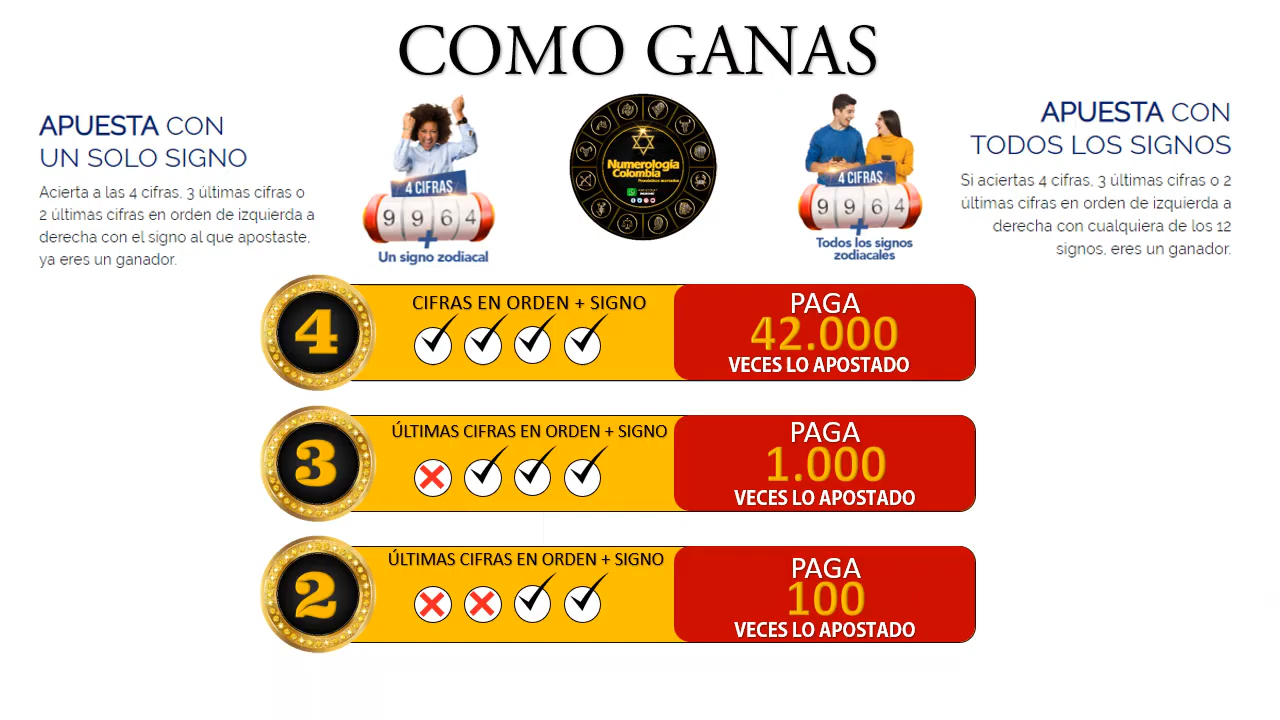 COMO GANAS
APUESTA CON
UN SOLO SIGNO
Acierta a las 4 cifras, 3 últimas cifras o
2 últimas cifras en orden de izquierda a
derecha con el signo al que apostaste,
ya eres un ganador.
4 CIFRAS
9 9 6 4
+
Un signo zodiacal
Numerología
Colombia
4 CIFRAS
9 9 6 4
+
Todos los signos
zodiacales
APUESTA CON
TODOS LOS SIGNOS
Si aciertas 4 cifras, 3 últimas cifras o 2
últimas cifras en orden de izquierda a
derecha con cualquiera de los 12
signos, eres un ganador.
4
CIFRAS EN ORDEN + SIGNO
PAGA
42.000
VECES LO APOSTADO
3
ÚLTIMAS CIFRAS EN ORDEN + SIGNO
PAGA
1.000
VECES LO APOSTADO
2
ÚLTIMAS CIFRAS EN ORDEN + SIGNO
PAGA
100
VECES LO APOSTADO